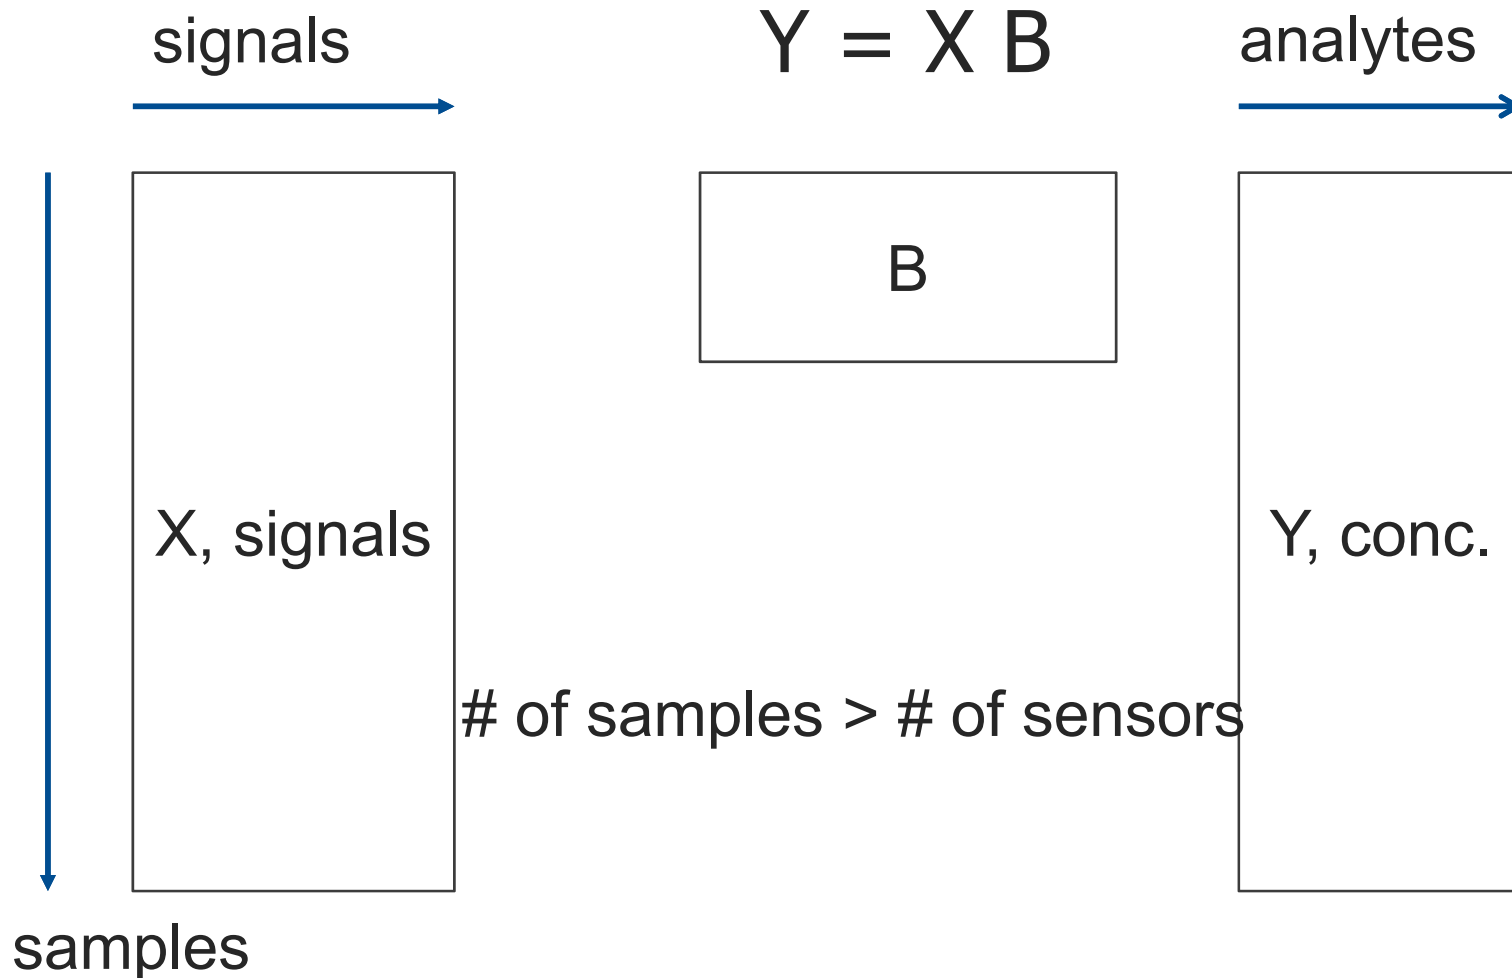 signals
Y = X B
analytes
B
X, signals
Y, conc.
# of samples > # of sensors
samples